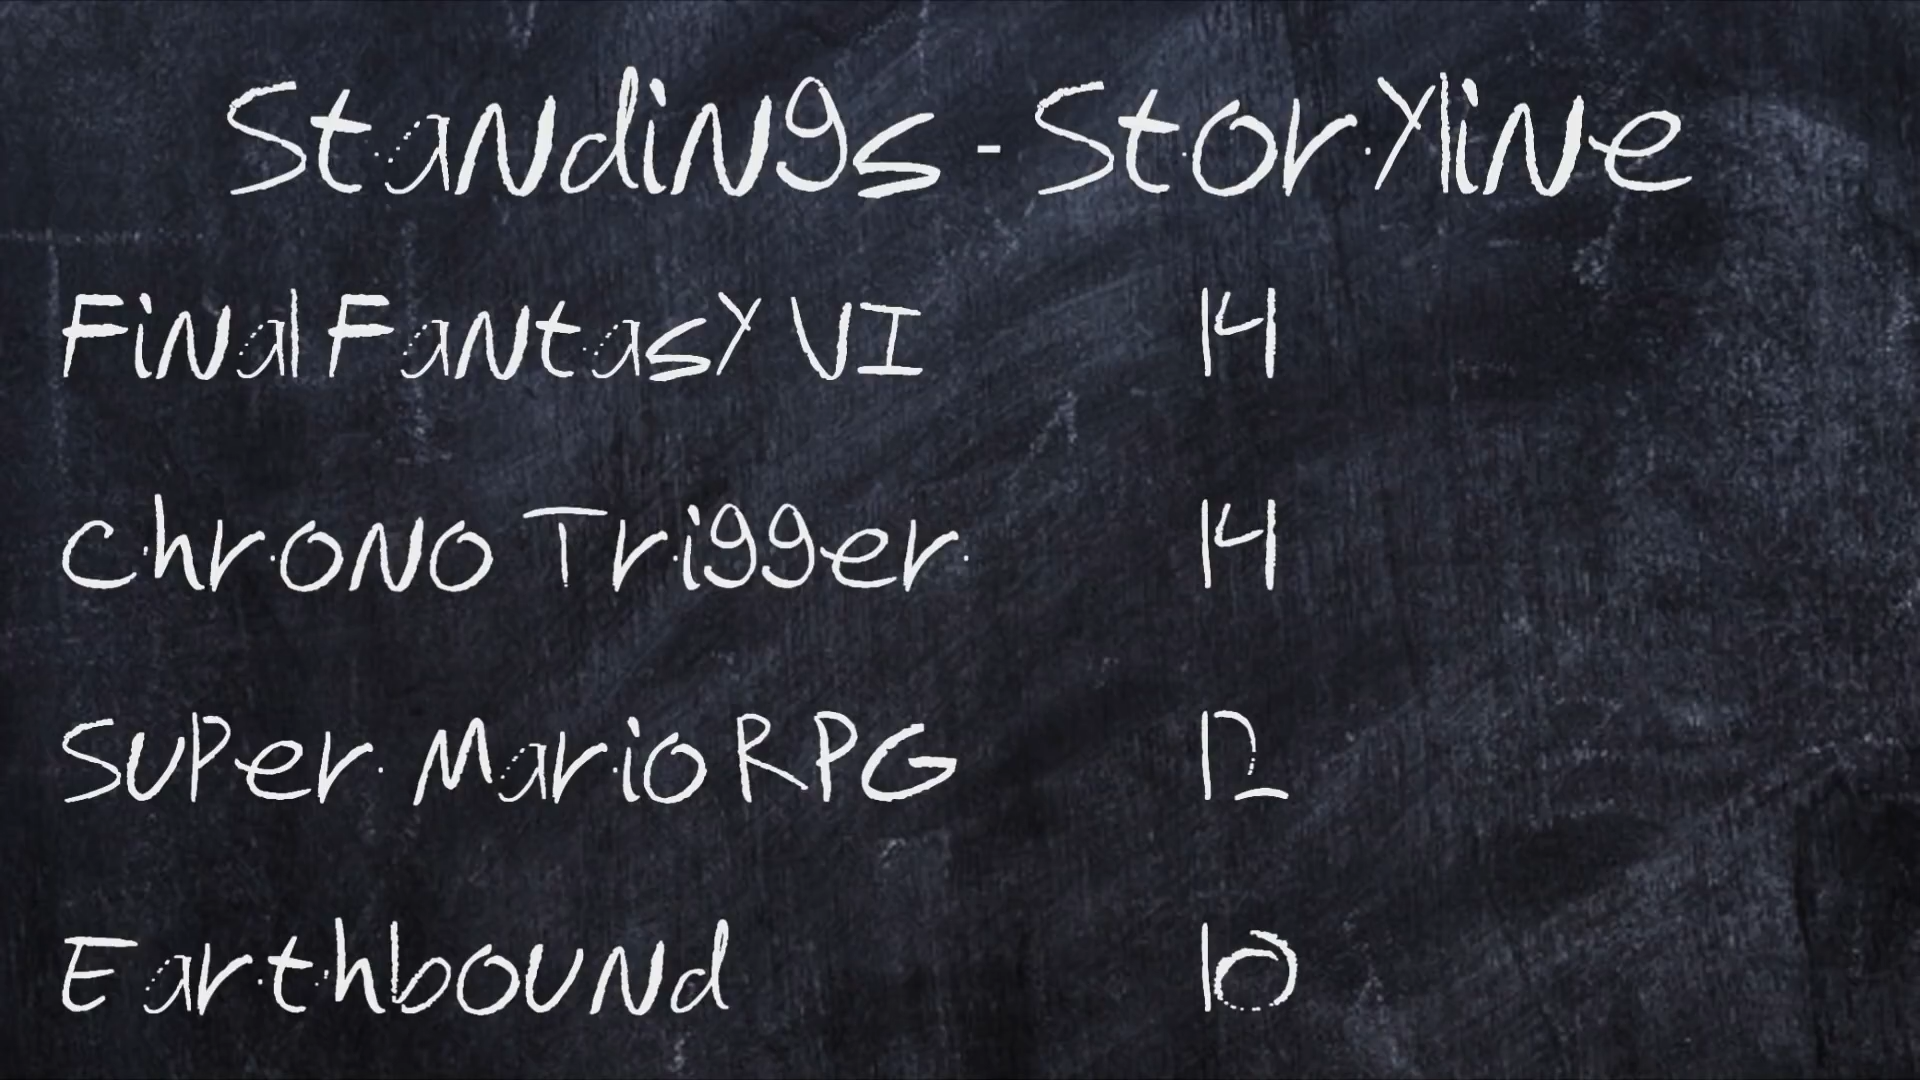 Standings - Storyline
Final Fantasy VI 14
Chrono Trigger 14
Super Mario RPG 12
Earthbound 10